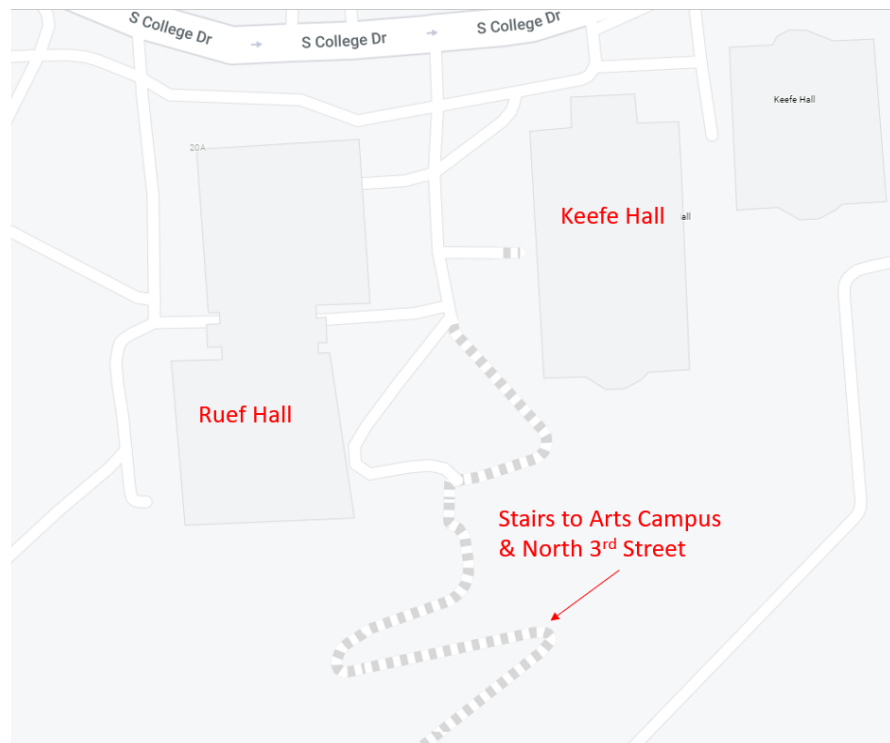 S College Dr
S College Dr
S College Dr
Keefe Hall
20A
Keefe Hall
all
Ruef Hall
Stairs to Arts Campus
& North 3rd Street